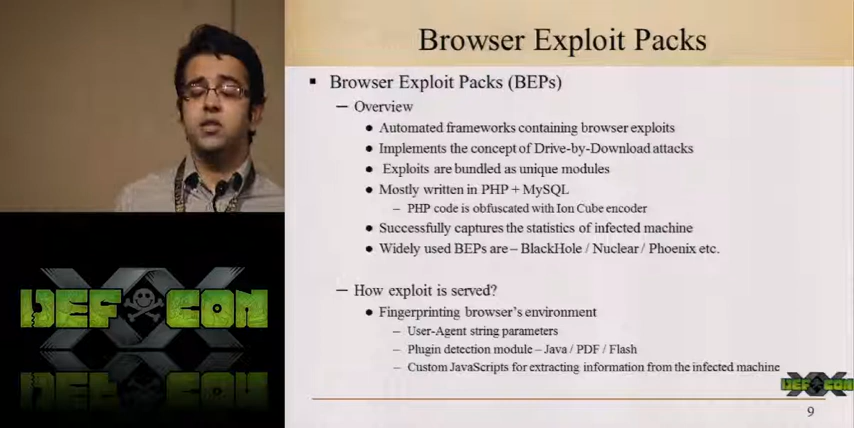 Browser Exploit Packs
▪ Browser Exploit Packs (BEPs)
– Overview
● Automated frameworks containing browser exploits
● Implements the concept of Drive-by-Download attacks
● Exploits are bundled as unique modules
● Mostly written in PHP + MySQL
– PHP code is obfuscated with Ion Cube encoder
● Successfully captures the statistics of infected machine
● Widely used BEPs are – BlackHole / Nuclear / Phoenix etc.
– How exploit is served?
● Fingerprinting browser's environment
– User-Agent string parameters
– Plugin detection module – Java / PDF / Flash
– Custom JavaScripts for extracting information from the infected machine
DEF CON
9
XX
DEF CON